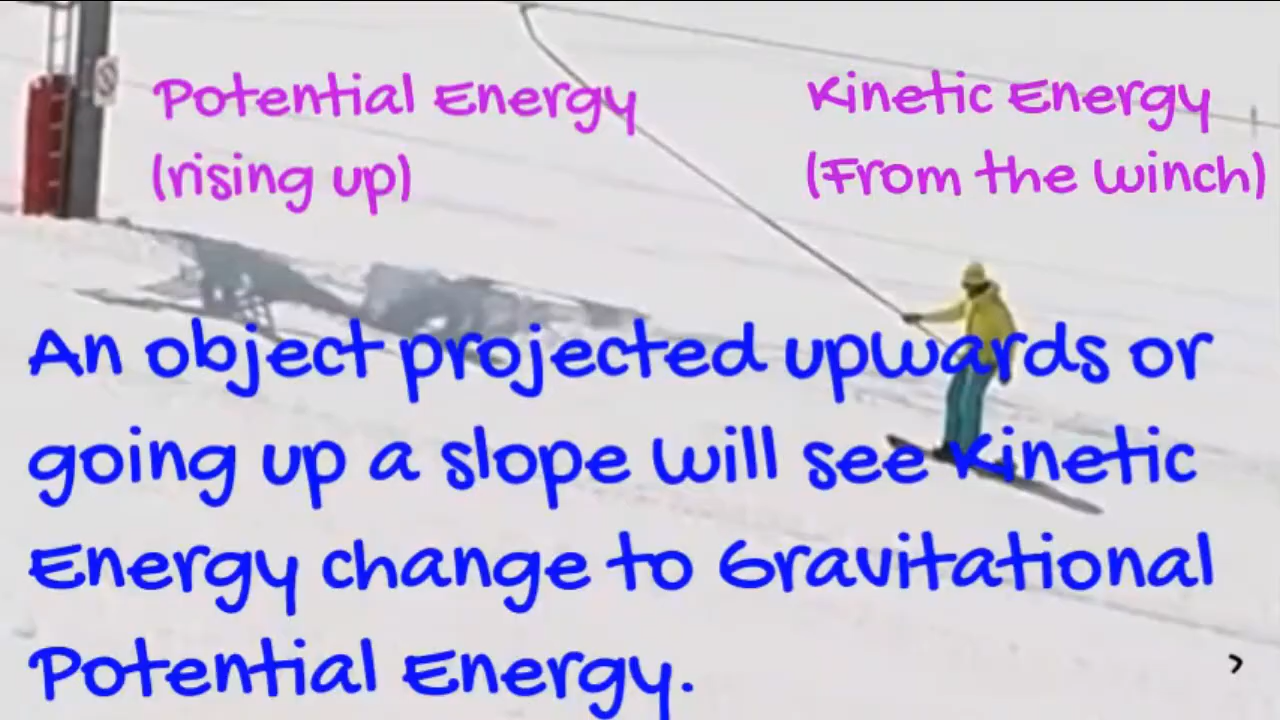 Potential Energy
(rising up)
Kinetic Energy
(From the Winch)
An object projected upwards or
going up a slope will see Kinetic
Energy change to Gravitational
Potential Energy.